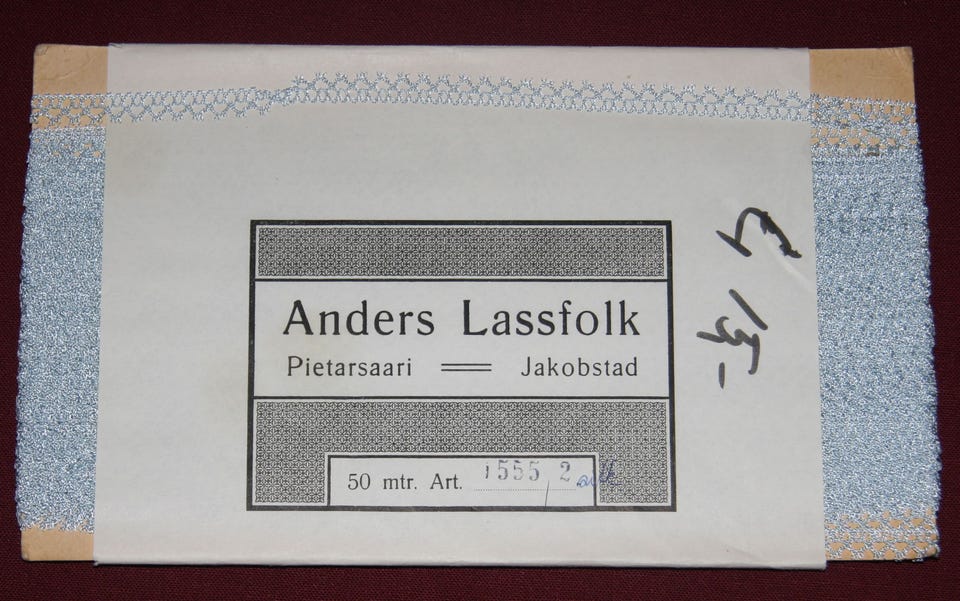 Anders Lassfolk
Pietarsaari Jakobstad
50 mtr. Art. 1555/2